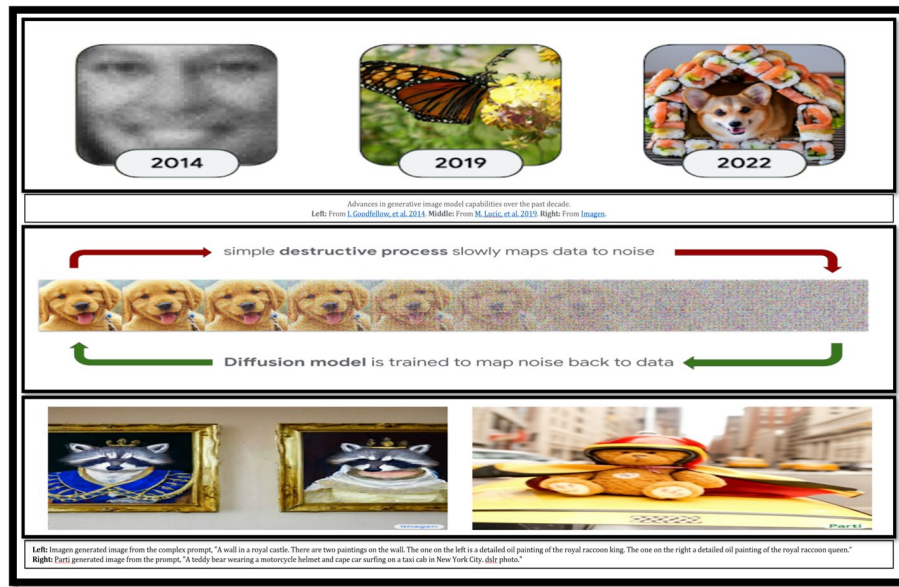 2014
2019
2022
Advances in generative image model capabilities over the past decade.
Left: From I. Goodfellow, et al. 2014. Middle: From M. Lucic, et al. 2019. Right: From Imagen.
simple destructive process slowly maps data to noise
Diffusion model is trained to map noise back to data
Imagen
Parti
Left: Imagen generated image from the complex prompt, "A wall in a royal castle. There are two paintings on the wall. The one on the left is a detailed oil painting of the royal raccoon king. The one on the right a detailed oil painting of the royal raccoon queen."
Right: Parti generated image from the prompt, "A teddy bear wearing a motorcycle helmet and cape car surfing on a taxi cab in New York City. dslr photo."